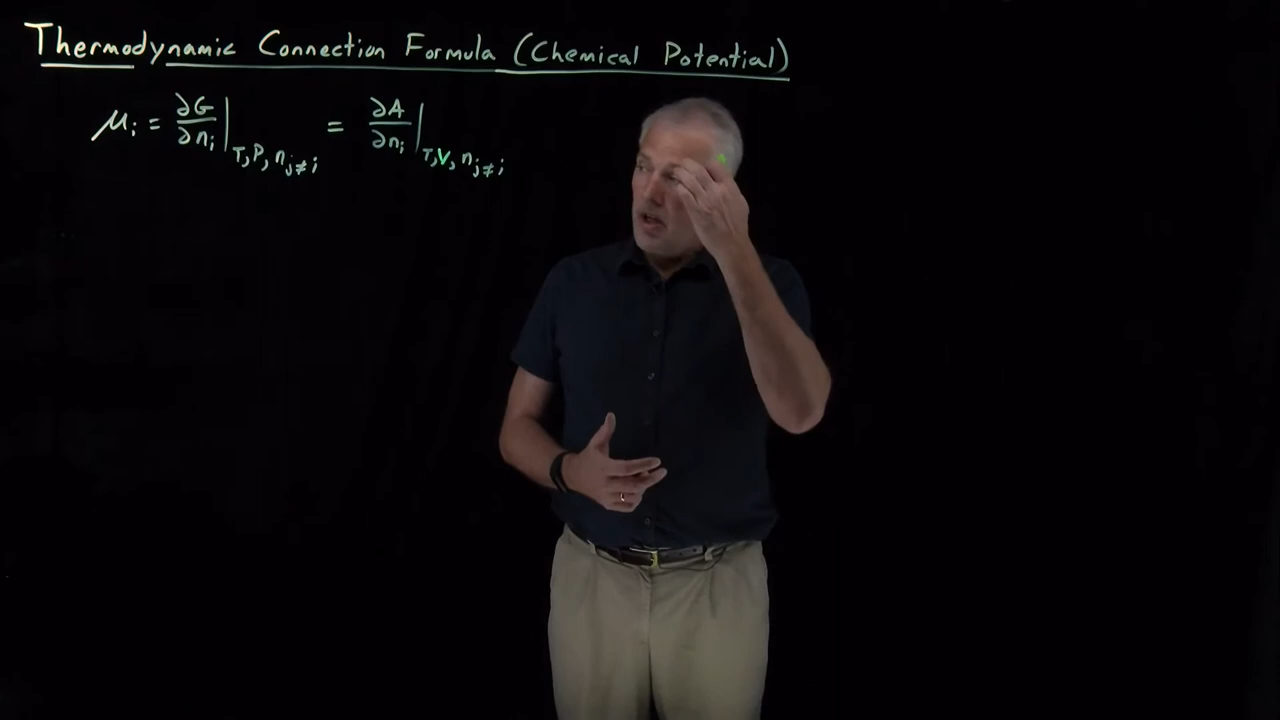 Thermodynamic Connection Formula (Chemical Potential)
μᵢ = ∂G/∂nᵢ |T,P,nⱼ≠ᵢ = ∂A/∂nᵢ |T,V,nⱼ≠ᵢ